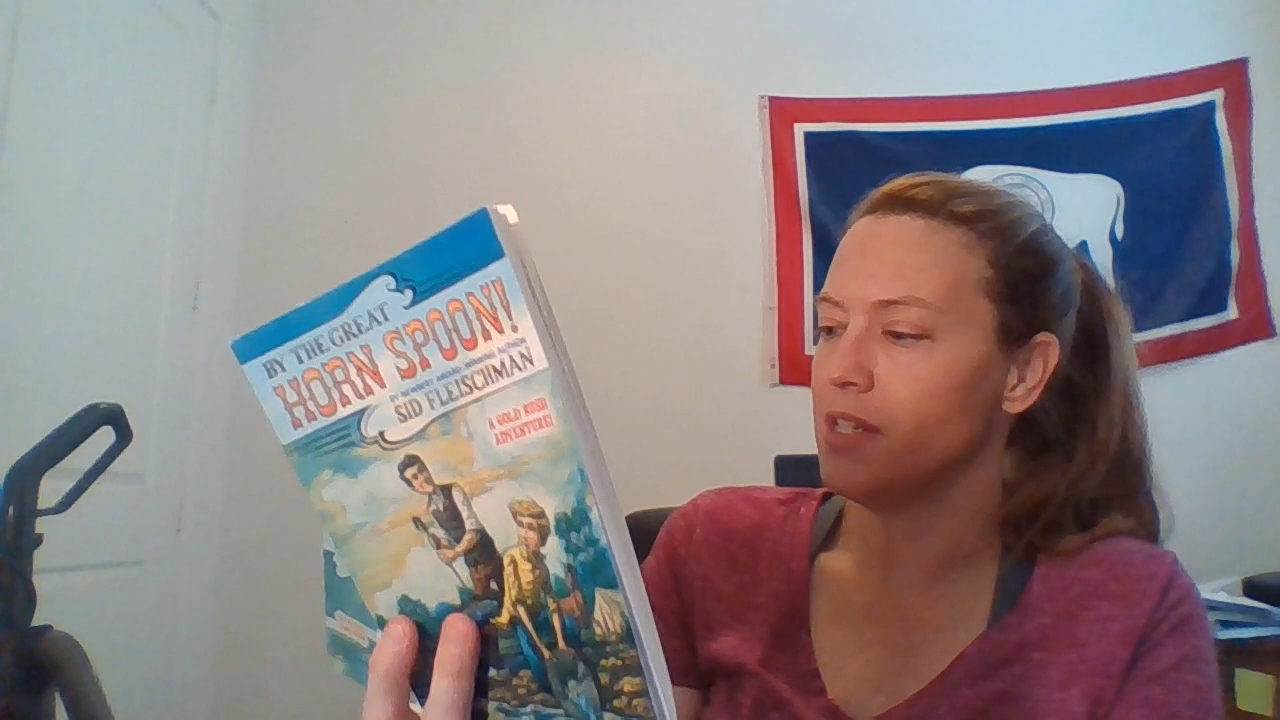 BY THE GREAT
HORN SPOON!
BY NEWBERY AWARD-WINNING AUTHOR
SID FLEISCHMAN
A GOLD RUSH
ADVENTURE!